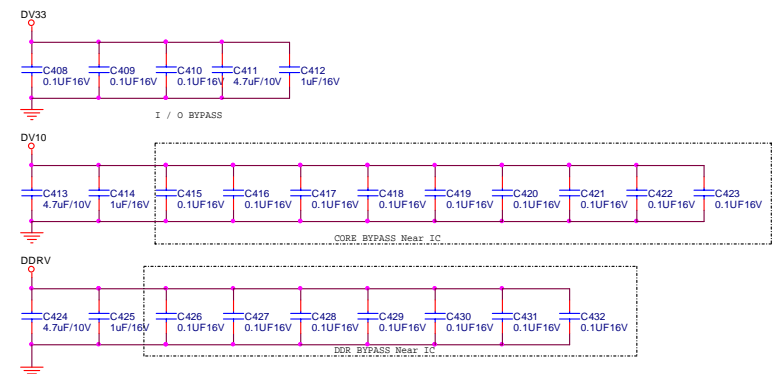 DV33
C408 C409 C410 C411 C412
0.1UF16V 0.1UF16V 0.1UF16V 4.7uF/10V 1uF/16V
I / O BYPASS
DV10
C413 C414 C415 C416 C417 C418 C419 C420 C421 C422 C423
4.7uF/10V 1uF/16V 0.1UF16V 0.1UF16V 0.1UF16V 0.1UF16V 0.1UF16V 0.1UF16V 0.1UF16V 0.1UF16V 0.1UF16V
CORE BYPASS Near IC
DDRV
C424 C425 C426 C427 C428 C429 C430 C431 C432
4.7uF/10V 1uF/16V 0.1UF16V 0.1UF16V 0.1UF16V 0.1UF16V 0.1UF16V 0.1UF16V 0.1UF16V
DDR BYPASS Near IC